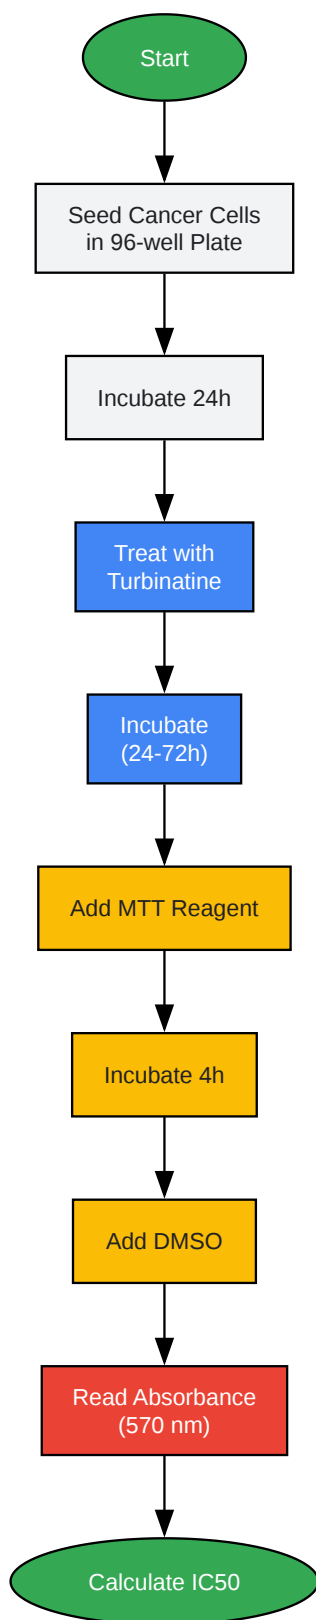 Start
Seed Cancer Cells
in 96-well Plate
Incubate 24h
Treat with
Turbinatine
Incubate
(24-72h)
Add MTT Reagent
Incubate 4h
Add DMSO
Read Absorbance
(570 nm)
Calculate IC50